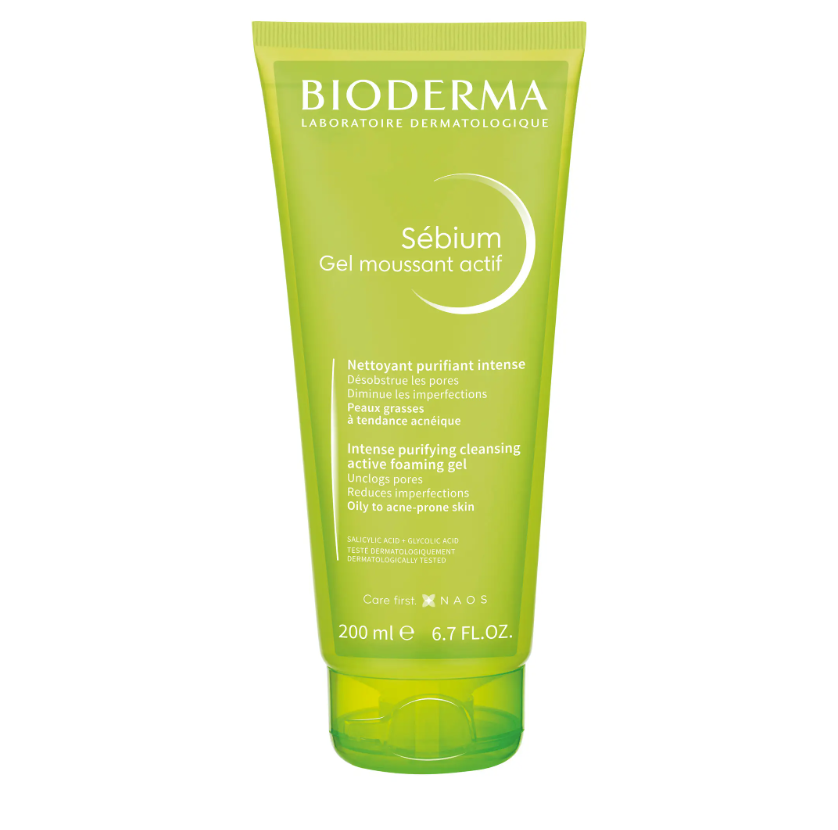 BIODERMA
LABORATOIRE DERMATOLOGIQUE
Sébium
Gel moussant actif
Nettoyant purifiant intense
Désobstrue les pores
Diminue les imperfections
Peaux grasses
à tendance acnéique
Intense purifying cleansing
active foaming gel
Unclogs pores
Reduces imperfections
Oily to acne-prone skin
SALICYLIC ACID + GLYCOLIC ACID
TESTÉ DERMATOLOGIQUEMENT
DERMATOLOGICALLY TESTED
Care first. NAOS
200 ml ℮ 6.7 FL.OZ.